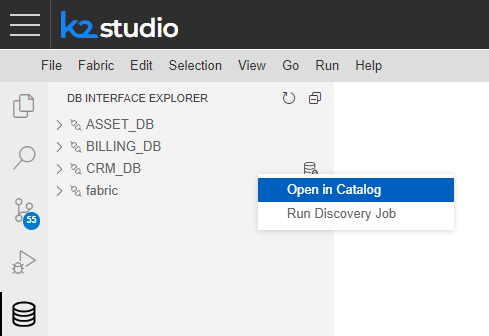 k2studio
File Fabric Edit Selection View Go Run Help
DB INTERFACE EXPLORER
ASSET_DB
BILLING_DB
CRM_DB
fabric
Open in Catalog
Run Discovery Job
55